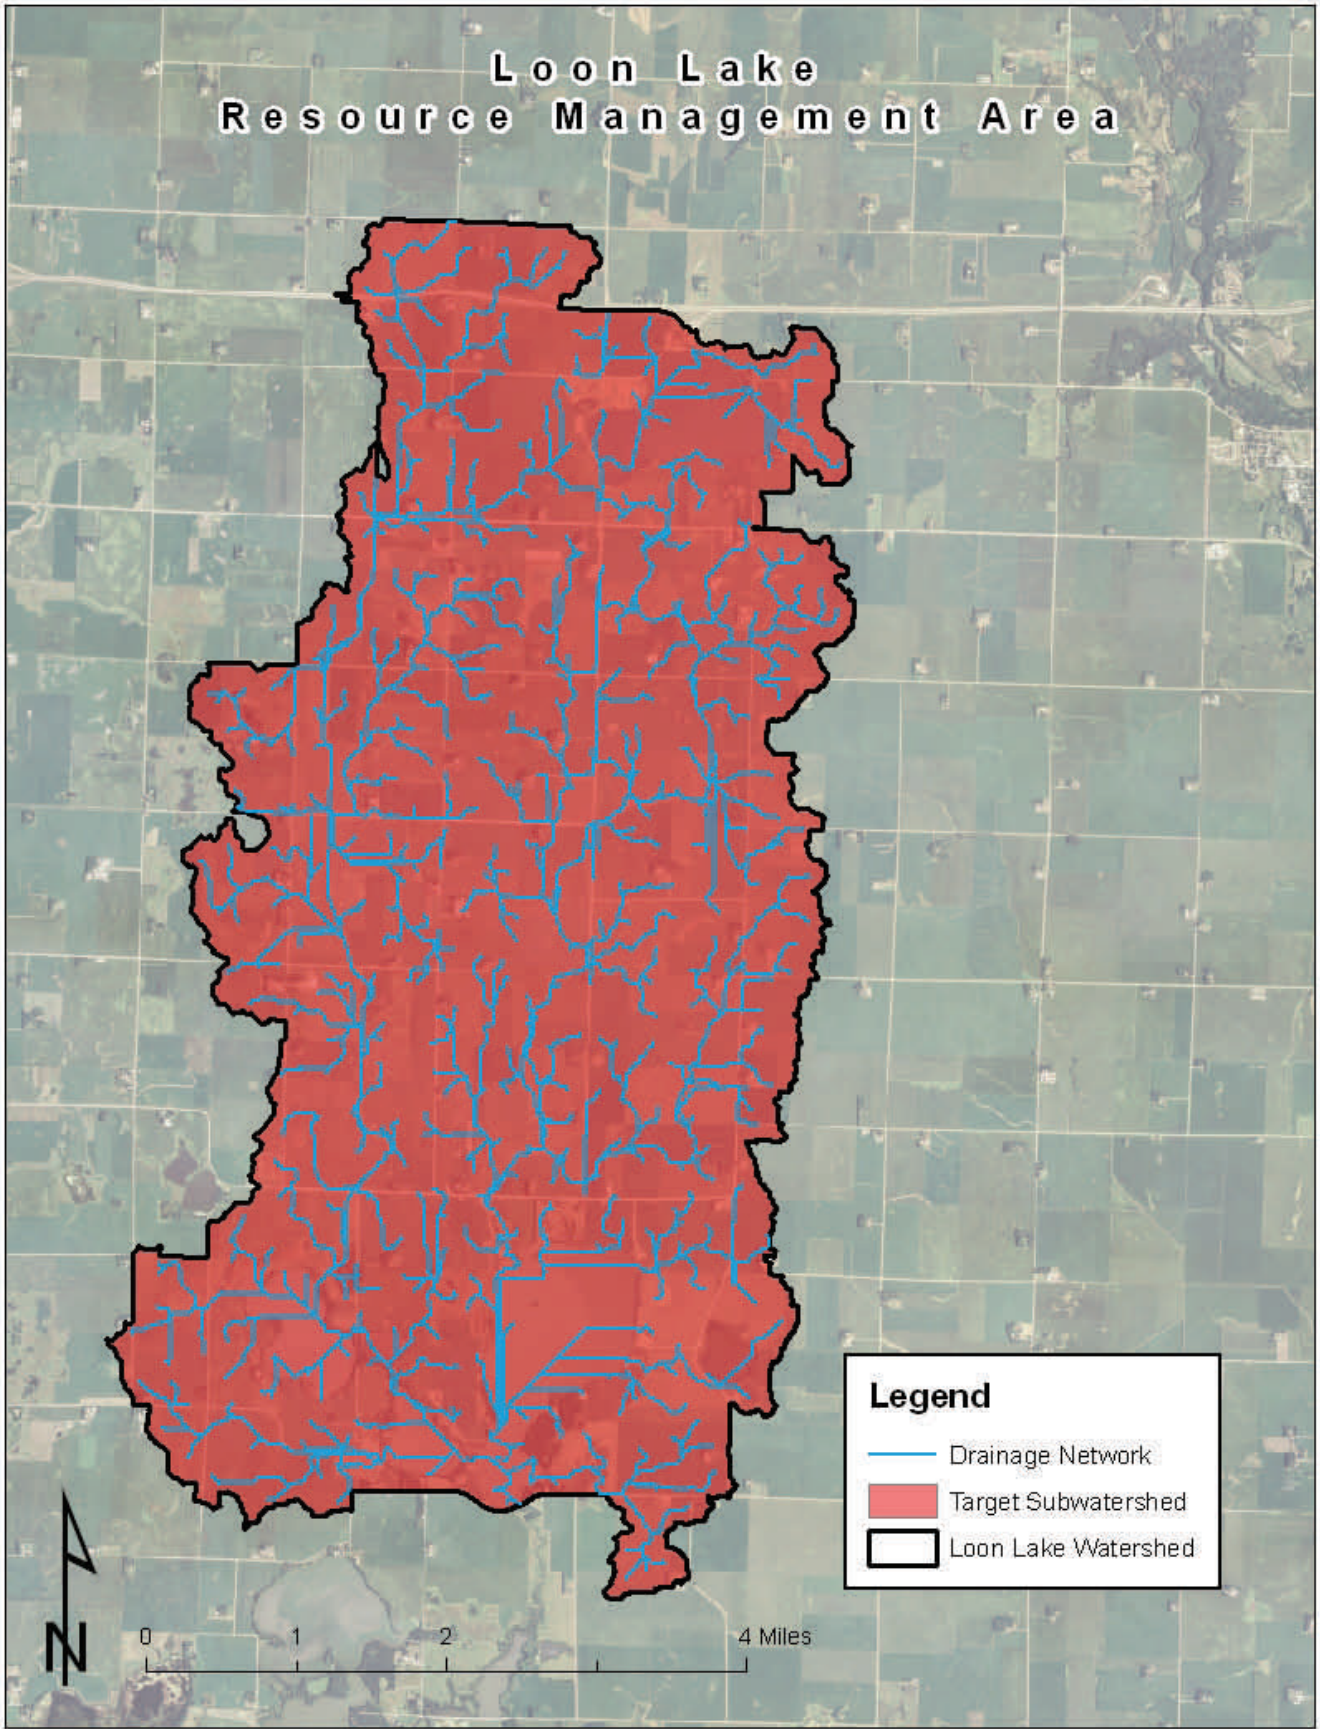 Loon Lake
Resource Management Area
Legend
Drainage Network
Target Subwatershed
Loon Lake Watershed
N
0 1 2 4 Miles